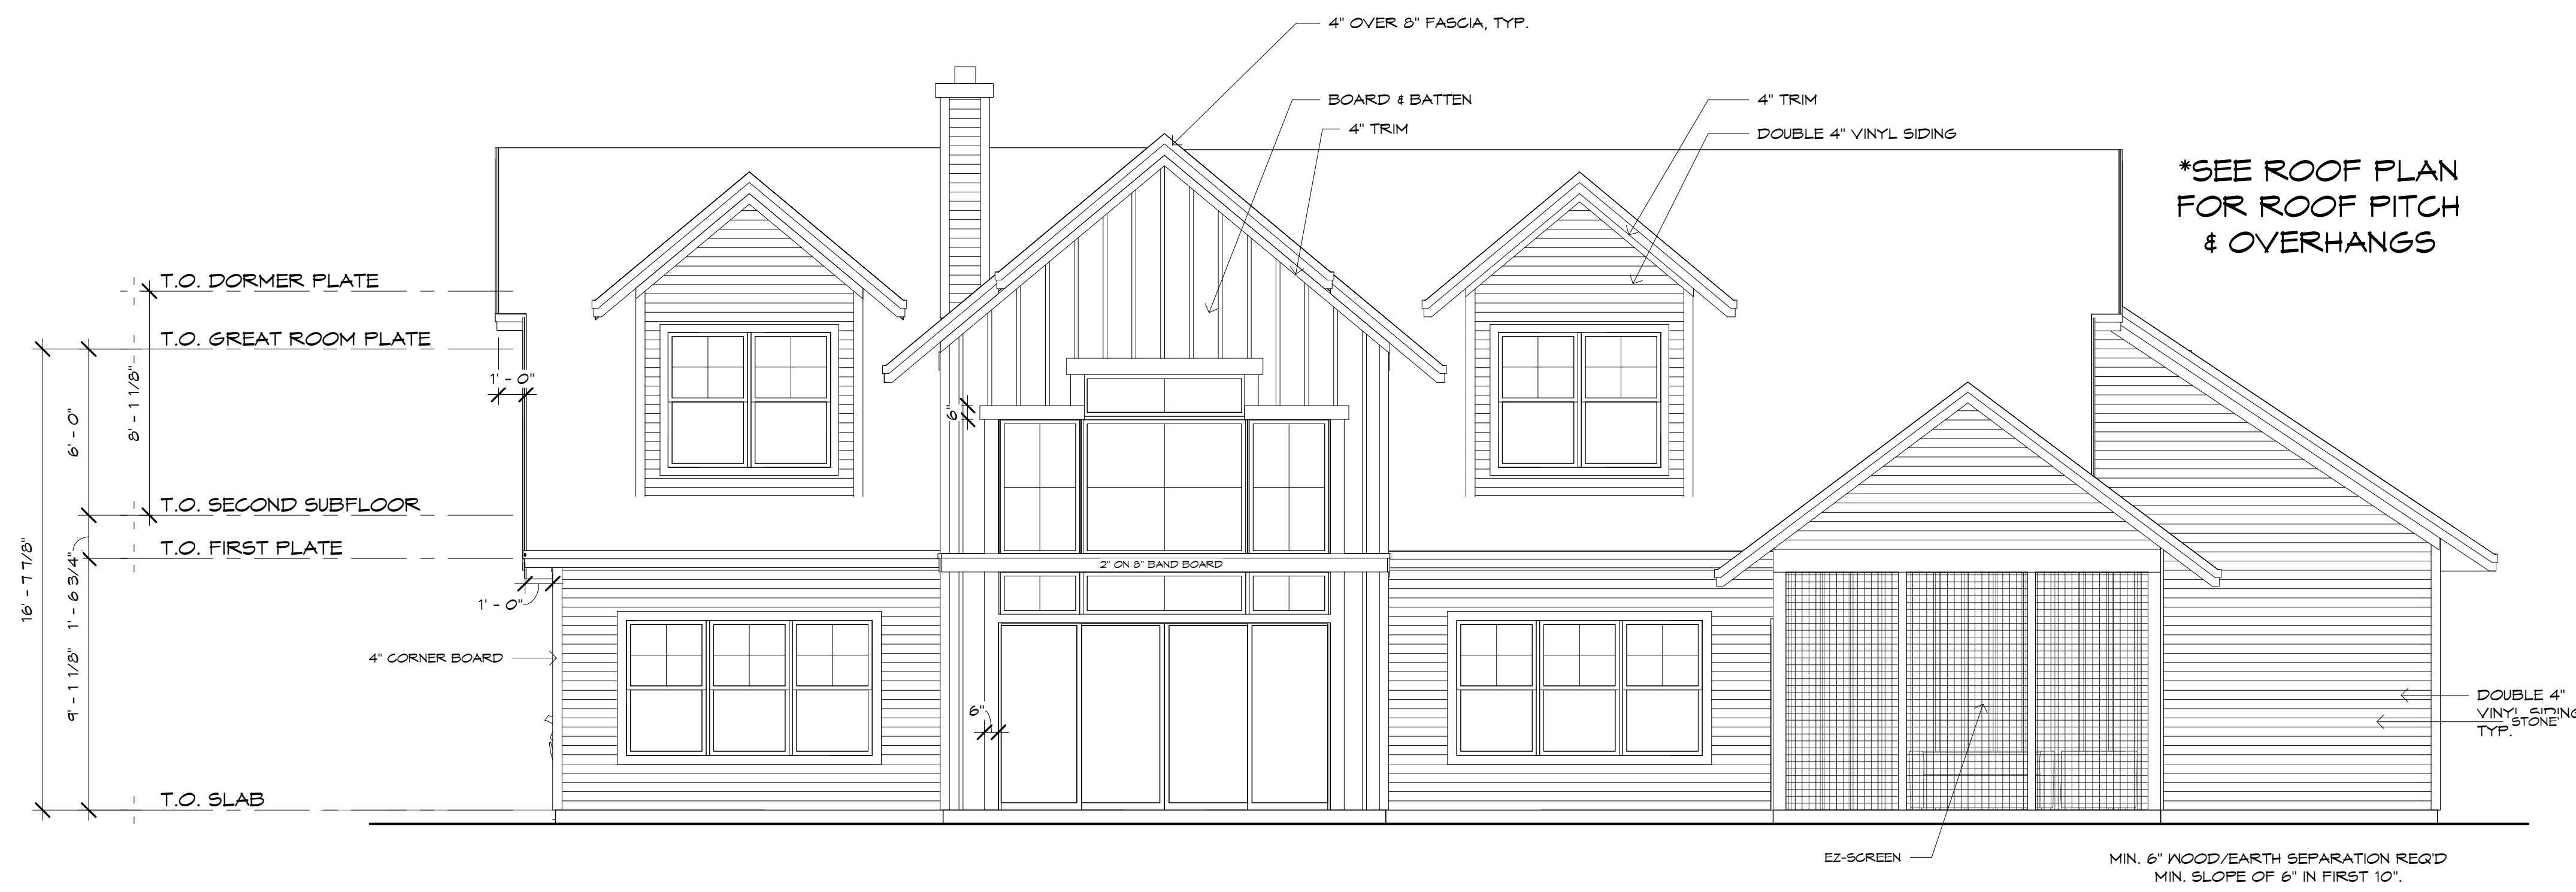 4" OVER 8" FASCIA, TYP.
BOARD & BATTEN
4" TRIM
4" TRIM
DOUBLE 4" VINYL SIDING
*SEE ROOF PLAN
FOR ROOF PITCH
& OVERHANGS
T.O. DORMER PLATE
T.O. GREAT ROOM PLATE
1' - 0"
6"
8' - 1 1/8"
6' - 0"
T.O. SECOND SUBFLOOR
T.O. FIRST PLATE
16' - 7 7/8"
1' - 6 3/4"
9' - 1 1/8"
2" ON 8" BAND BOARD
1' - 0"
4" CORNER BOARD
6"
DOUBLE 4"
VINYL SIDING
STONE
TYP.
T.O. SLAB
EZ-SCREEN
MIN. 6" WOOD/EARTH SEPARATION REQ'D
MIN. SLOPE OF 6" IN FIRST 10".